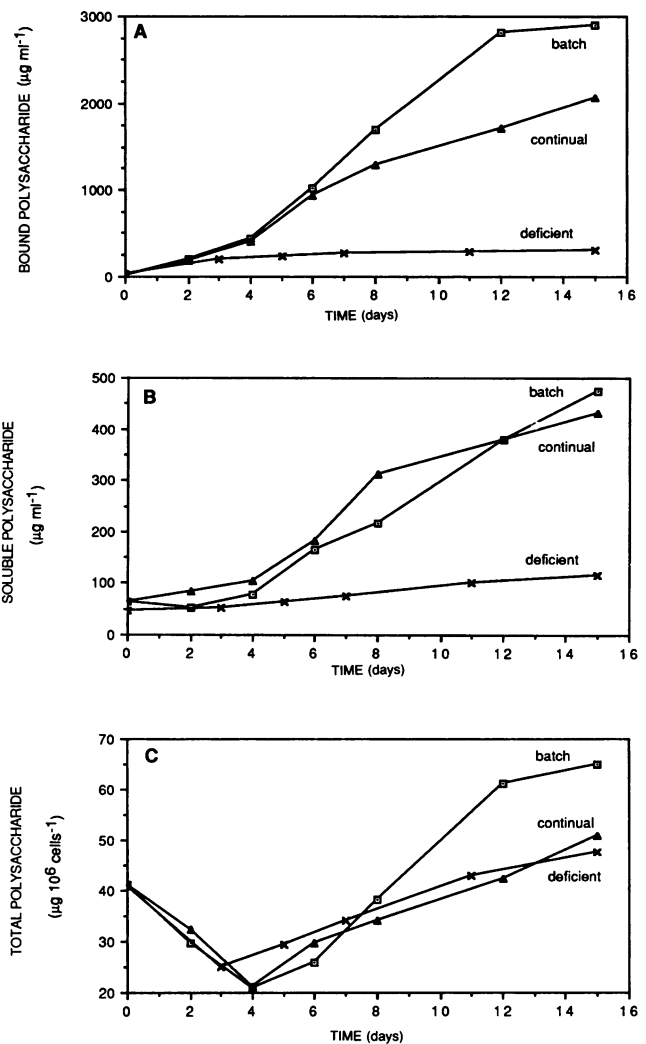 A
BOUND POLYSACCHARIDE (µg ml-1)
3000
2000
1000
0
batch
continual
deficient
0 2 4 6 8 10 12 14 16
TIME (days)
B
SOLUBLE POLYSACCHARIDE
(µg ml-1)
500
400
300
200
100
0
batch
continual
deficient
0 2 4 6 8 10 12 14 16
TIME (days)
C
TOTAL POLYSACCHARIDE
(µg 10⁶ cells-1)
70
60
50
40
30
20
batch
continual
deficient
0 2 4 6 8 10 12 14 16
TIME (days)